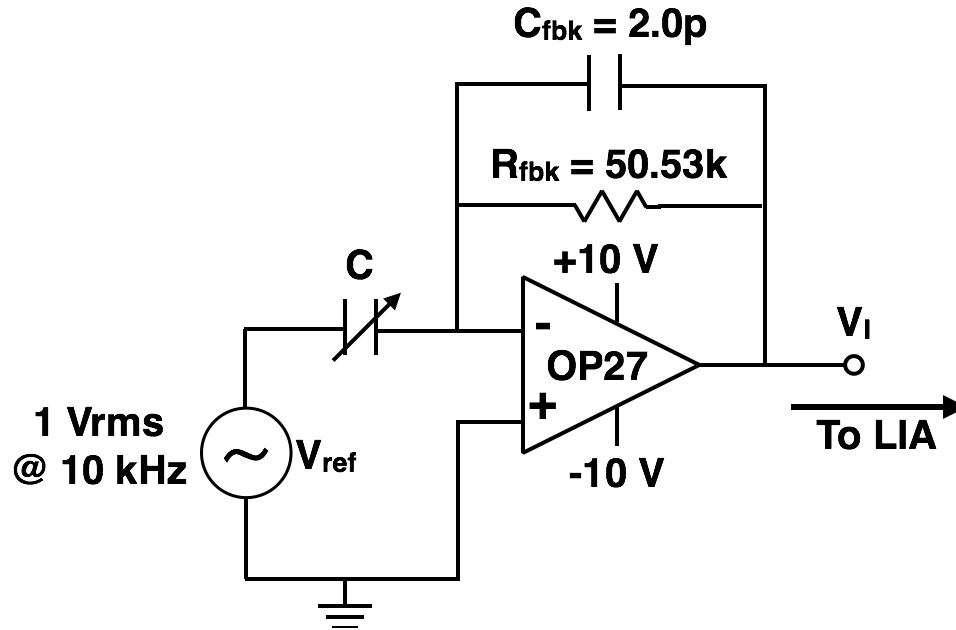 Cfbk = 2.0p
Rfbk = 50.53k
+10 V
C
-
OP27
+
-10 V
VI
To LIA
1 Vrms
@ 10 kHz
~
Vref